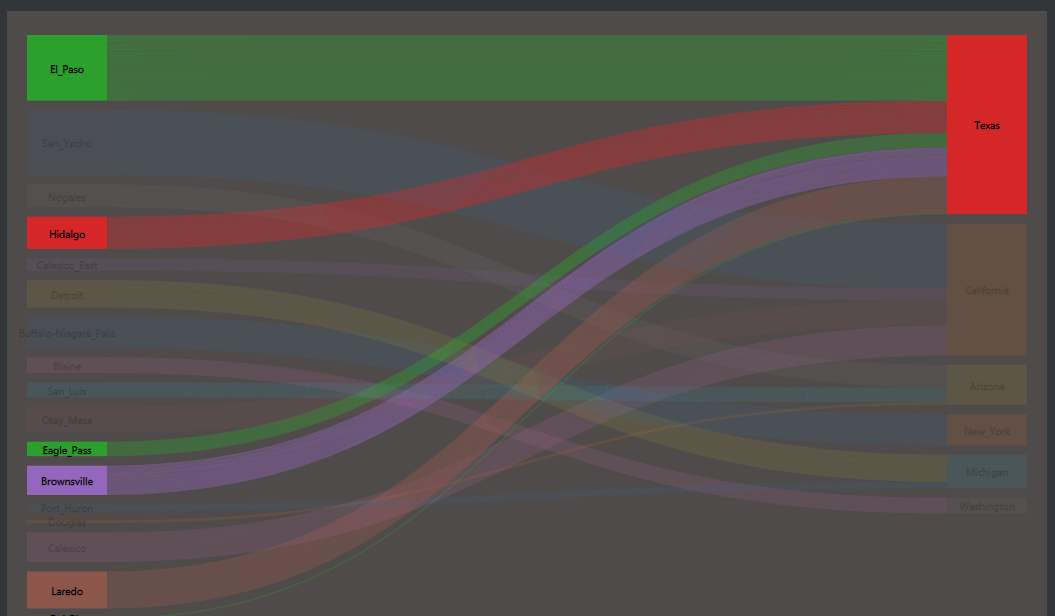 El_Paso
San_Ysidro
Nogales
Hidalgo
Calexico_East
Detroit
Buffalo-Niagara_Falls
Blaine
San_Luis
Otay_Mesa
Eagle_Pass
Brownsville
Port_Huron
Douglas
Calexico
Laredo
Texas
California
Arizona
New_York
Michigan
Washington